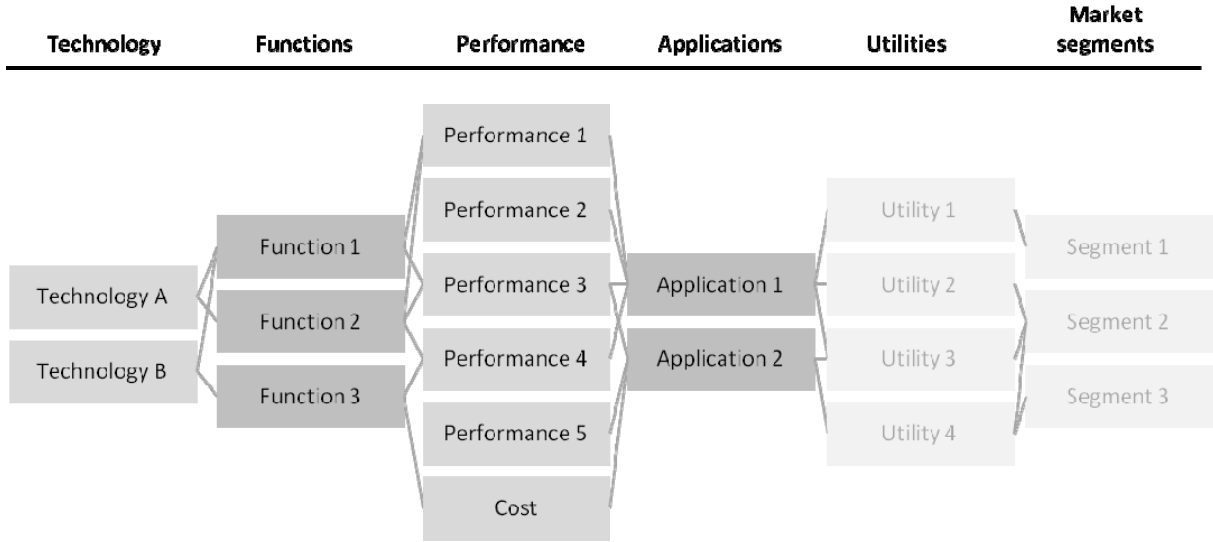 Technology
Functions
Performance
Applications
Utilities
Market
segments
Technology A
Technology B
Function 1
Function 2
Function 3
Performance 1
Performance 2
Performance 3
Performance 4
Performance 5
Cost
Application 1
Application 2
Utility 1
Utility 2
Utility 3
Utility 4
Segment 1
Segment 2
Segment 3